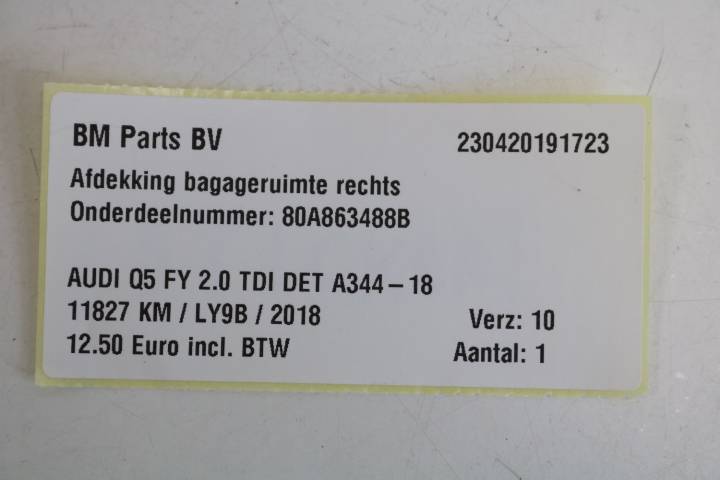 BM Parts BV 230420191723
Afdekking bagageruimte rechts
Onderdeelnummer: 80A863488B
AUDI Q5 FY 2.0 TDI DET A344-18
11827 KM / LY9B / 2018 Verz: 10
12.50 Euro incl. BTW Aantal: 1